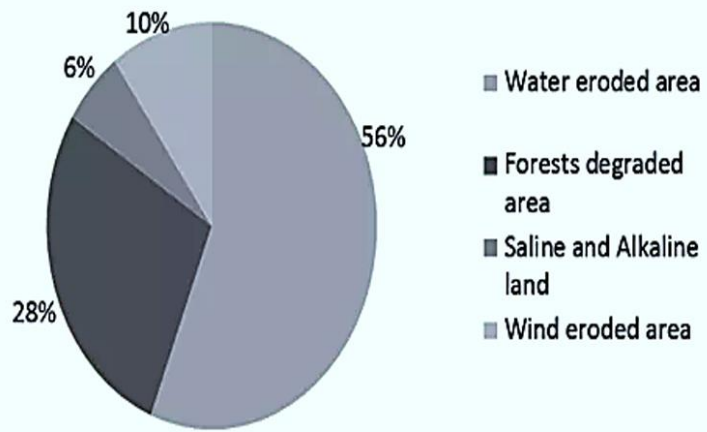 10%
6%
56%
28%
Water eroded area
Forests degraded
area
Saline and Alkaline
land
Wind eroded area